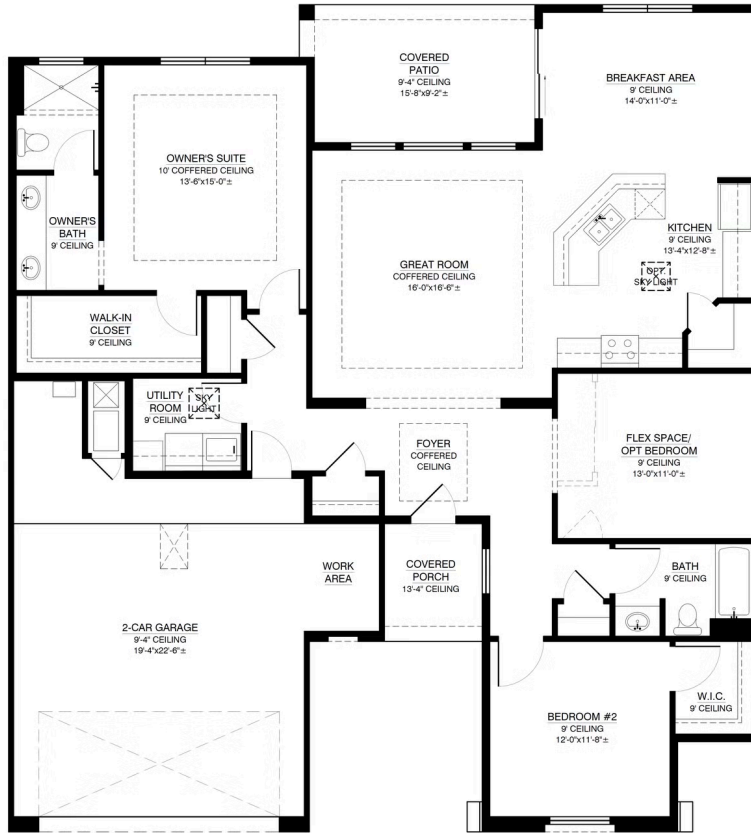 COVERED
PATIO
9'-4" CEILING
15'-8"x9'-2"±
BREAKFAST AREA
9' CEILING
14'-0"x11'-0"±
OWNER'S SUITE
10' COFFERED CEILING
13'-6"x15'-0"±
OWNER'S
BATH
9' CEILING
GREAT ROOM
COFFERED CEILING
16'-0"x16'-6"±
KITCHEN
9' CEILING
13'-4"x12'-8"±
OPT.
SKY LIGHT
WALK-IN
CLOSET
9' CEILING
UTILITY
ROOM
9' CEILING
SKY
LIGHT
FOYER
COFFERED
CEILING
FLEX SPACE/
OPT BEDROOM
9' CEILING
13'-0"x11'-0"±
WORK
AREA
COVERED
PORCH
13'-4" CEILING
BATH
9' CEILING
2-CAR GARAGE
9'-4" CEILING
19'-4"x22'-6"±
W.I.C.
9' CEILING
BEDROOM #2
9' CEILING
12'-0"x11'-8"±